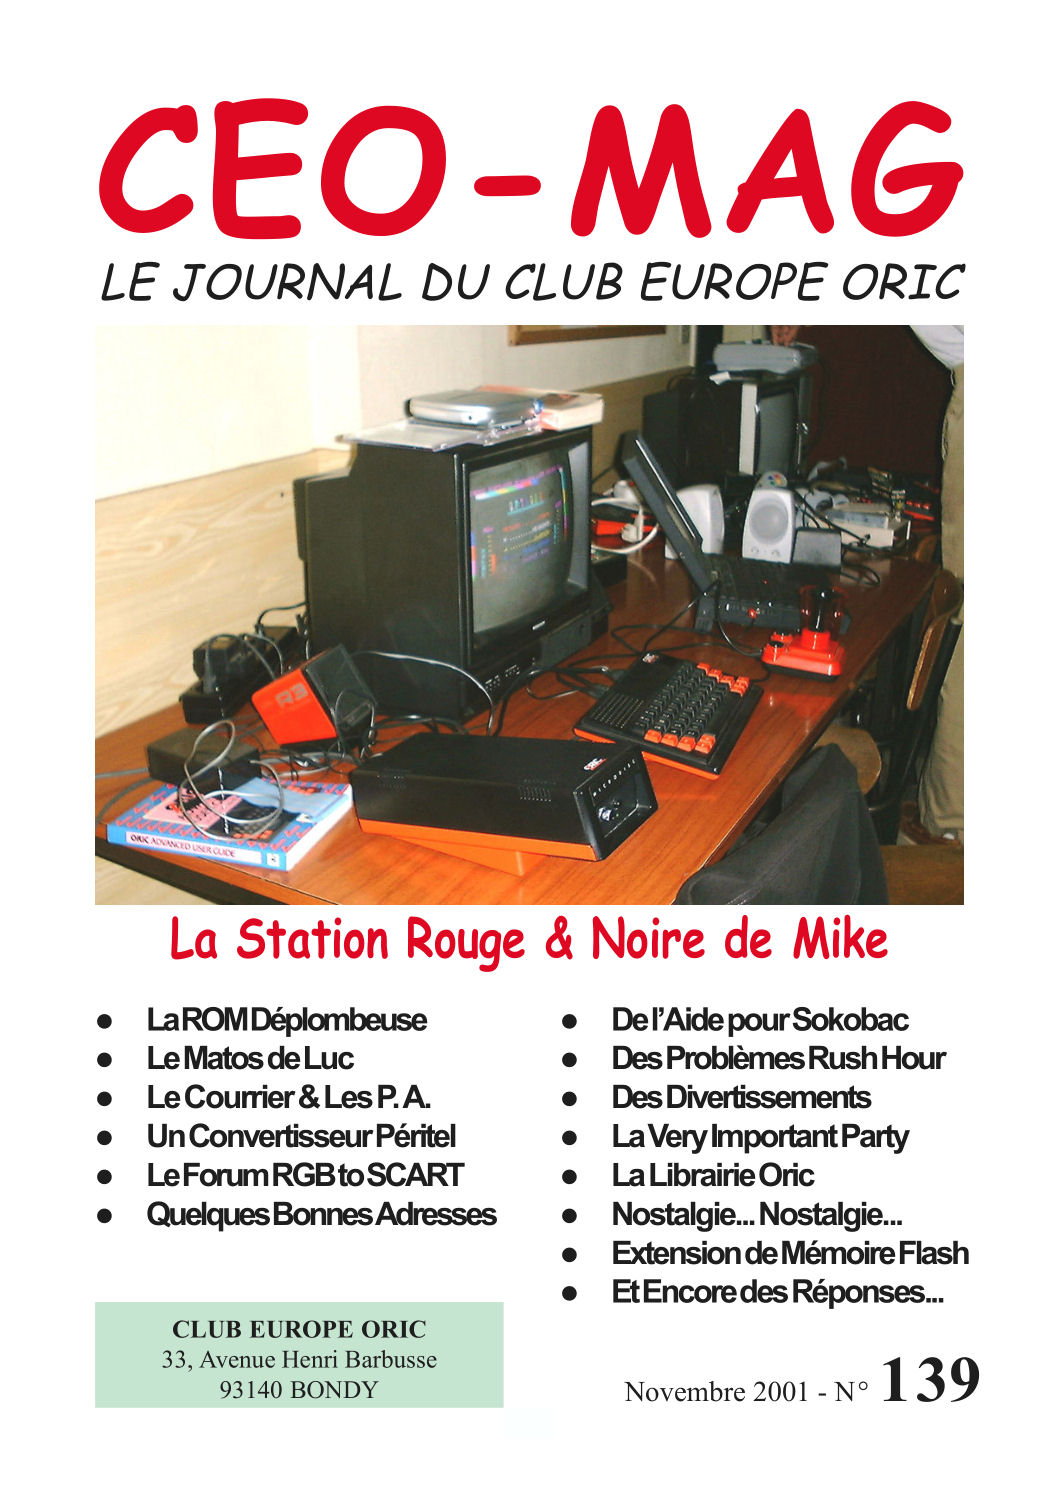 CEO-MAG
LE JOURNAL DU CLUB EUROPE ORIC
ORIC ADVANCED USER GUIDE
MICRODISC
La Station Rouge & Noire de Mike
● La ROM Déplombeuse
● Le Matos de Luc
● Le Courrier & Les P. A.
● Un Convertisseur Péritel
● Le Forum RGB to SCART
● Quelques Bonnes Adresses
● De l'Aide pour Sokobac
● Des Problèmes Rush Hour
● Des Divertissements
● La Very Important Party
● La Librairie Oric
● Nostalgie... Nostalgie...
● Extension de Mémoire Flash
● Et Encore des Réponses...
CLUB EUROPE ORIC
33, Avenue Henri Barbusse
93140 BONDY
Novembre 2001 - N° 139